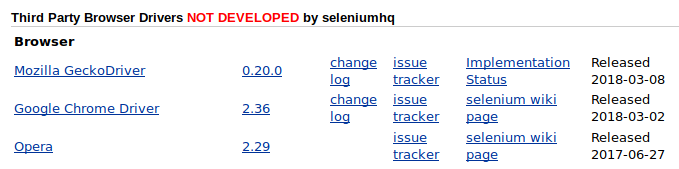 Third Party Browser Drivers NOT DEVELOPED by seleniumhq
Browser
Mozilla GeckoDriver 0.20.0 change log issue tracker Implementation Status Released 2018-03-08
Google Chrome Driver 2.36 change log issue tracker selenium wiki page Released 2018-03-02
Opera 2.29 issue tracker selenium wiki page Released 2017-06-27